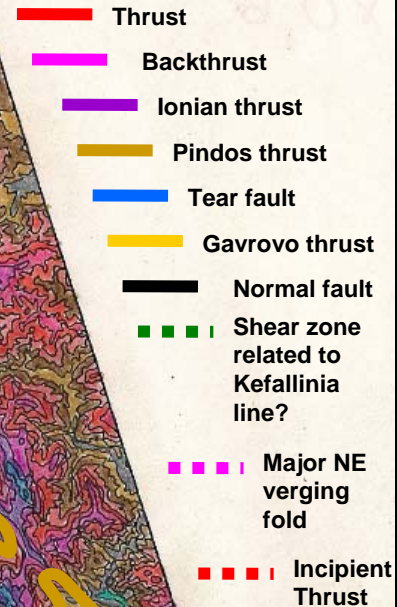 Thrust
Backthrust
Ionian thrust
Pindos thrust
Tear fault
Gavrovo thrust
Normal fault
Shear zone
related to
Kefallinia
line?
Major NE
verging
fold
Incipient
Thrust